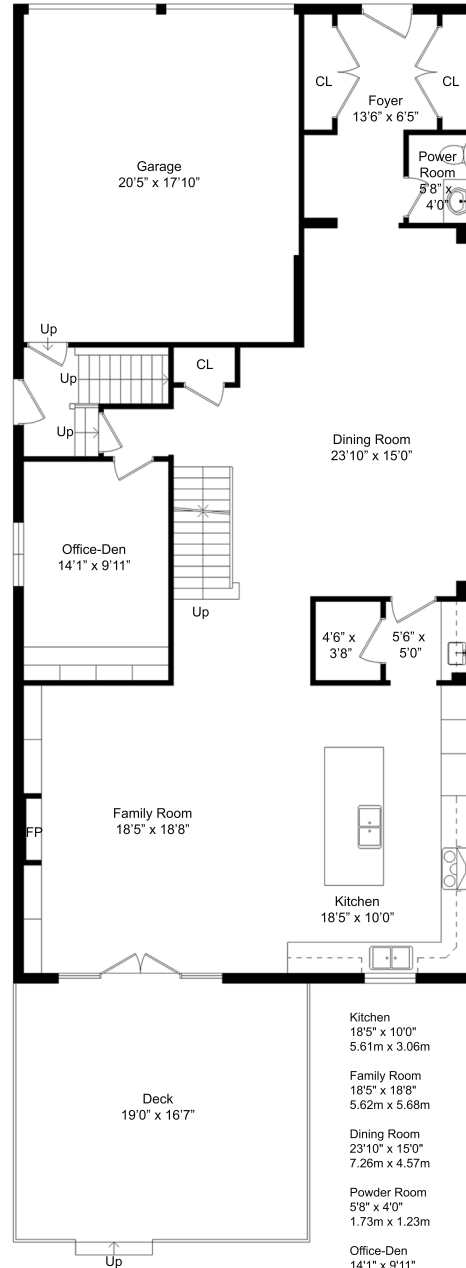 CL
CL
Foyer
13'6" x 6'5"
Power
Room
5'8" x
4'0"
Garage
20'5" x 17'10"
Up
Up
CL
Up
Dining Room
23'10" x 15'0"
Office-Den
14'1" x 9'11"
Up
4'6" x
3'8"
5'6" x
5'0"
Family Room
18'5" x 18'8"
FP
Kitchen
18'5" x 10'0"
Deck
19'0" x 16'7"
Up
Kitchen
18'5" x 10'0"
5.61m x 3.06m
Family Room
18'5" x 18'8"
5.62m x 5.68m
Dining Room
23'10" x 15'0"
7.26m x 4.57m
Powder Room
5'8" x 4'0"
1.73m x 1.23m
Office-Den
14'1" x 9'11"